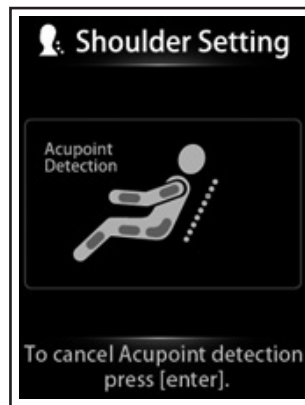 Shoulder Setting
Acupoint
Detection
To cancel Acupoint detection
press [enter].